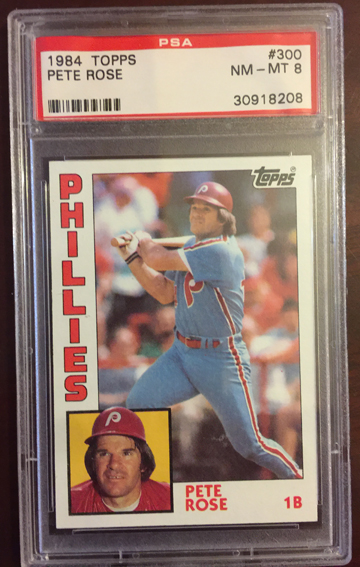 PSA
1984 TOPPS #300
PETE ROSE NM-MT 8
30918208
Topps
PHILLIES
P
P
PETE
ROSE 1B